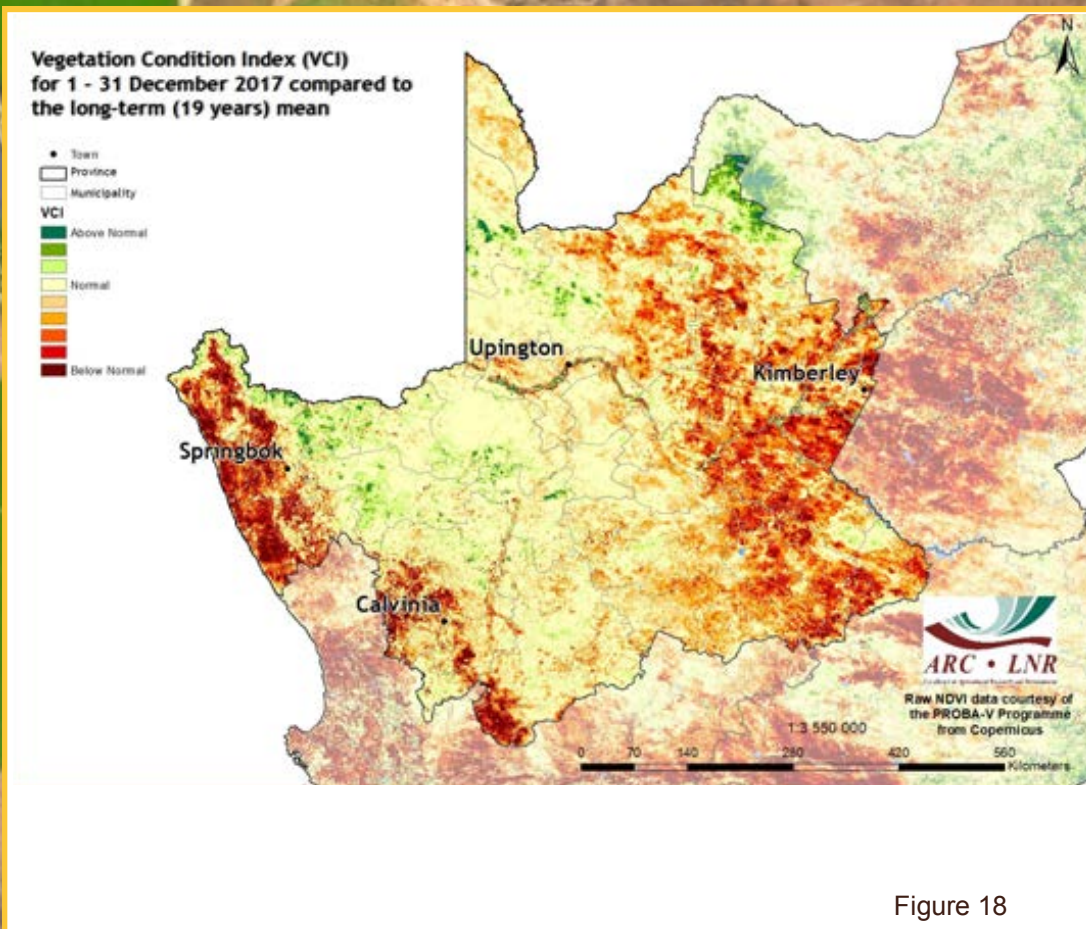 Vegetation Condition Index (VCI)
for 1 - 31 December 2017 compared to
the long-term (19 years) mean
Town
Province
Municipality
VCI
Above Normal
Normal
Below Normal
N
Upington
Kimberley
Springbok
Calvinia
ARC • LNR
Raw NDVI data courtesy of
the PROBA-V Programme
from Copernicus
1:3 550 000
0 70 140 280 420 560
Kilometers
Figure 18